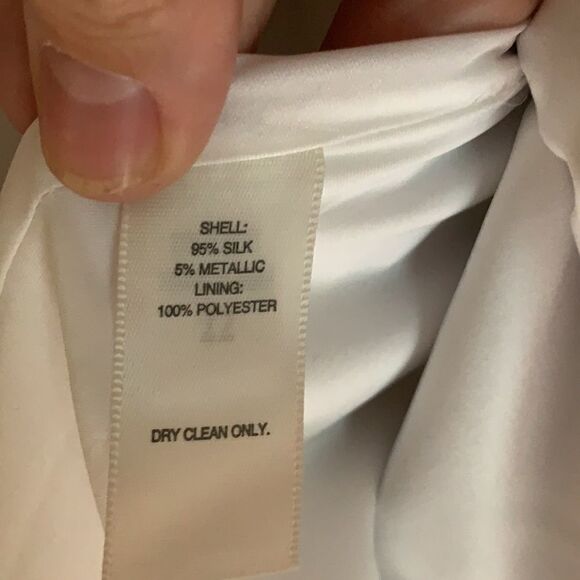 SHELL:
95% SILK
5% METALLIC
LINING:
100% POLYESTER
DRY CLEAN ONLY.